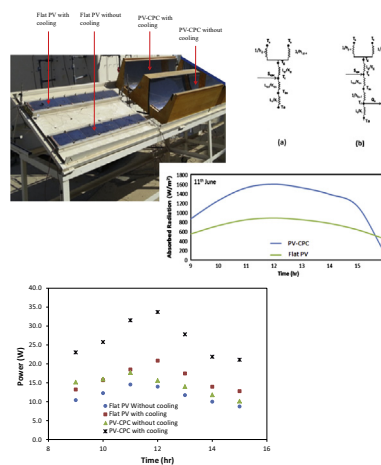 Flat PV with
cooling
Flat PV without
cooling
PV-CPC with
cooling
PV-CPC without
cooling
(a)
(b)
11th June
Absorbed Radiation (W/m²)
1800
1600
1400
1200
1000
800
600
400
200
0
PV-CPC
Flat PV
9 10 11 12 13 14 15
Time (hr)
Power (W)
40.0
35.0
30.0
25.0
20.0
15.0
10.0
5.0
0.0
Flat PV Without cooling
Flat PV with cooling
PV-CPC without cooling
PV-CPC with cooling
8 10 12 14 16
Time (hr)